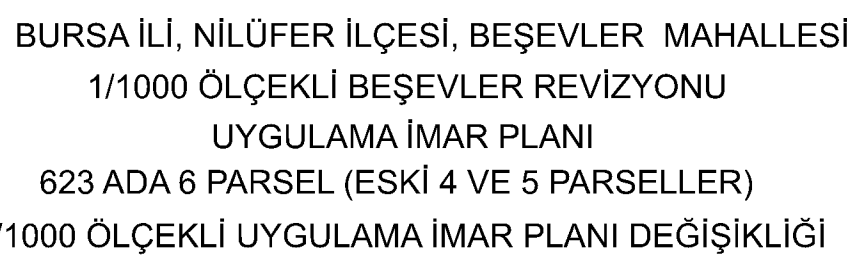 BURSA İLİ, NİLÜFER İLÇESİ, BEŞEVLER MAHALLESİ
1/1000 ÖLÇEKLİ BEŞEVLER REVİZYONU
UYGULAMA İMAR PLANI
623 ADA 6 PARSEL (ESKİ 4 VE 5 PARSELLER)
/1000 ÖLÇEKLİ UYGULAMA İMAR PLANI DEĞİŞİKLİĞİ